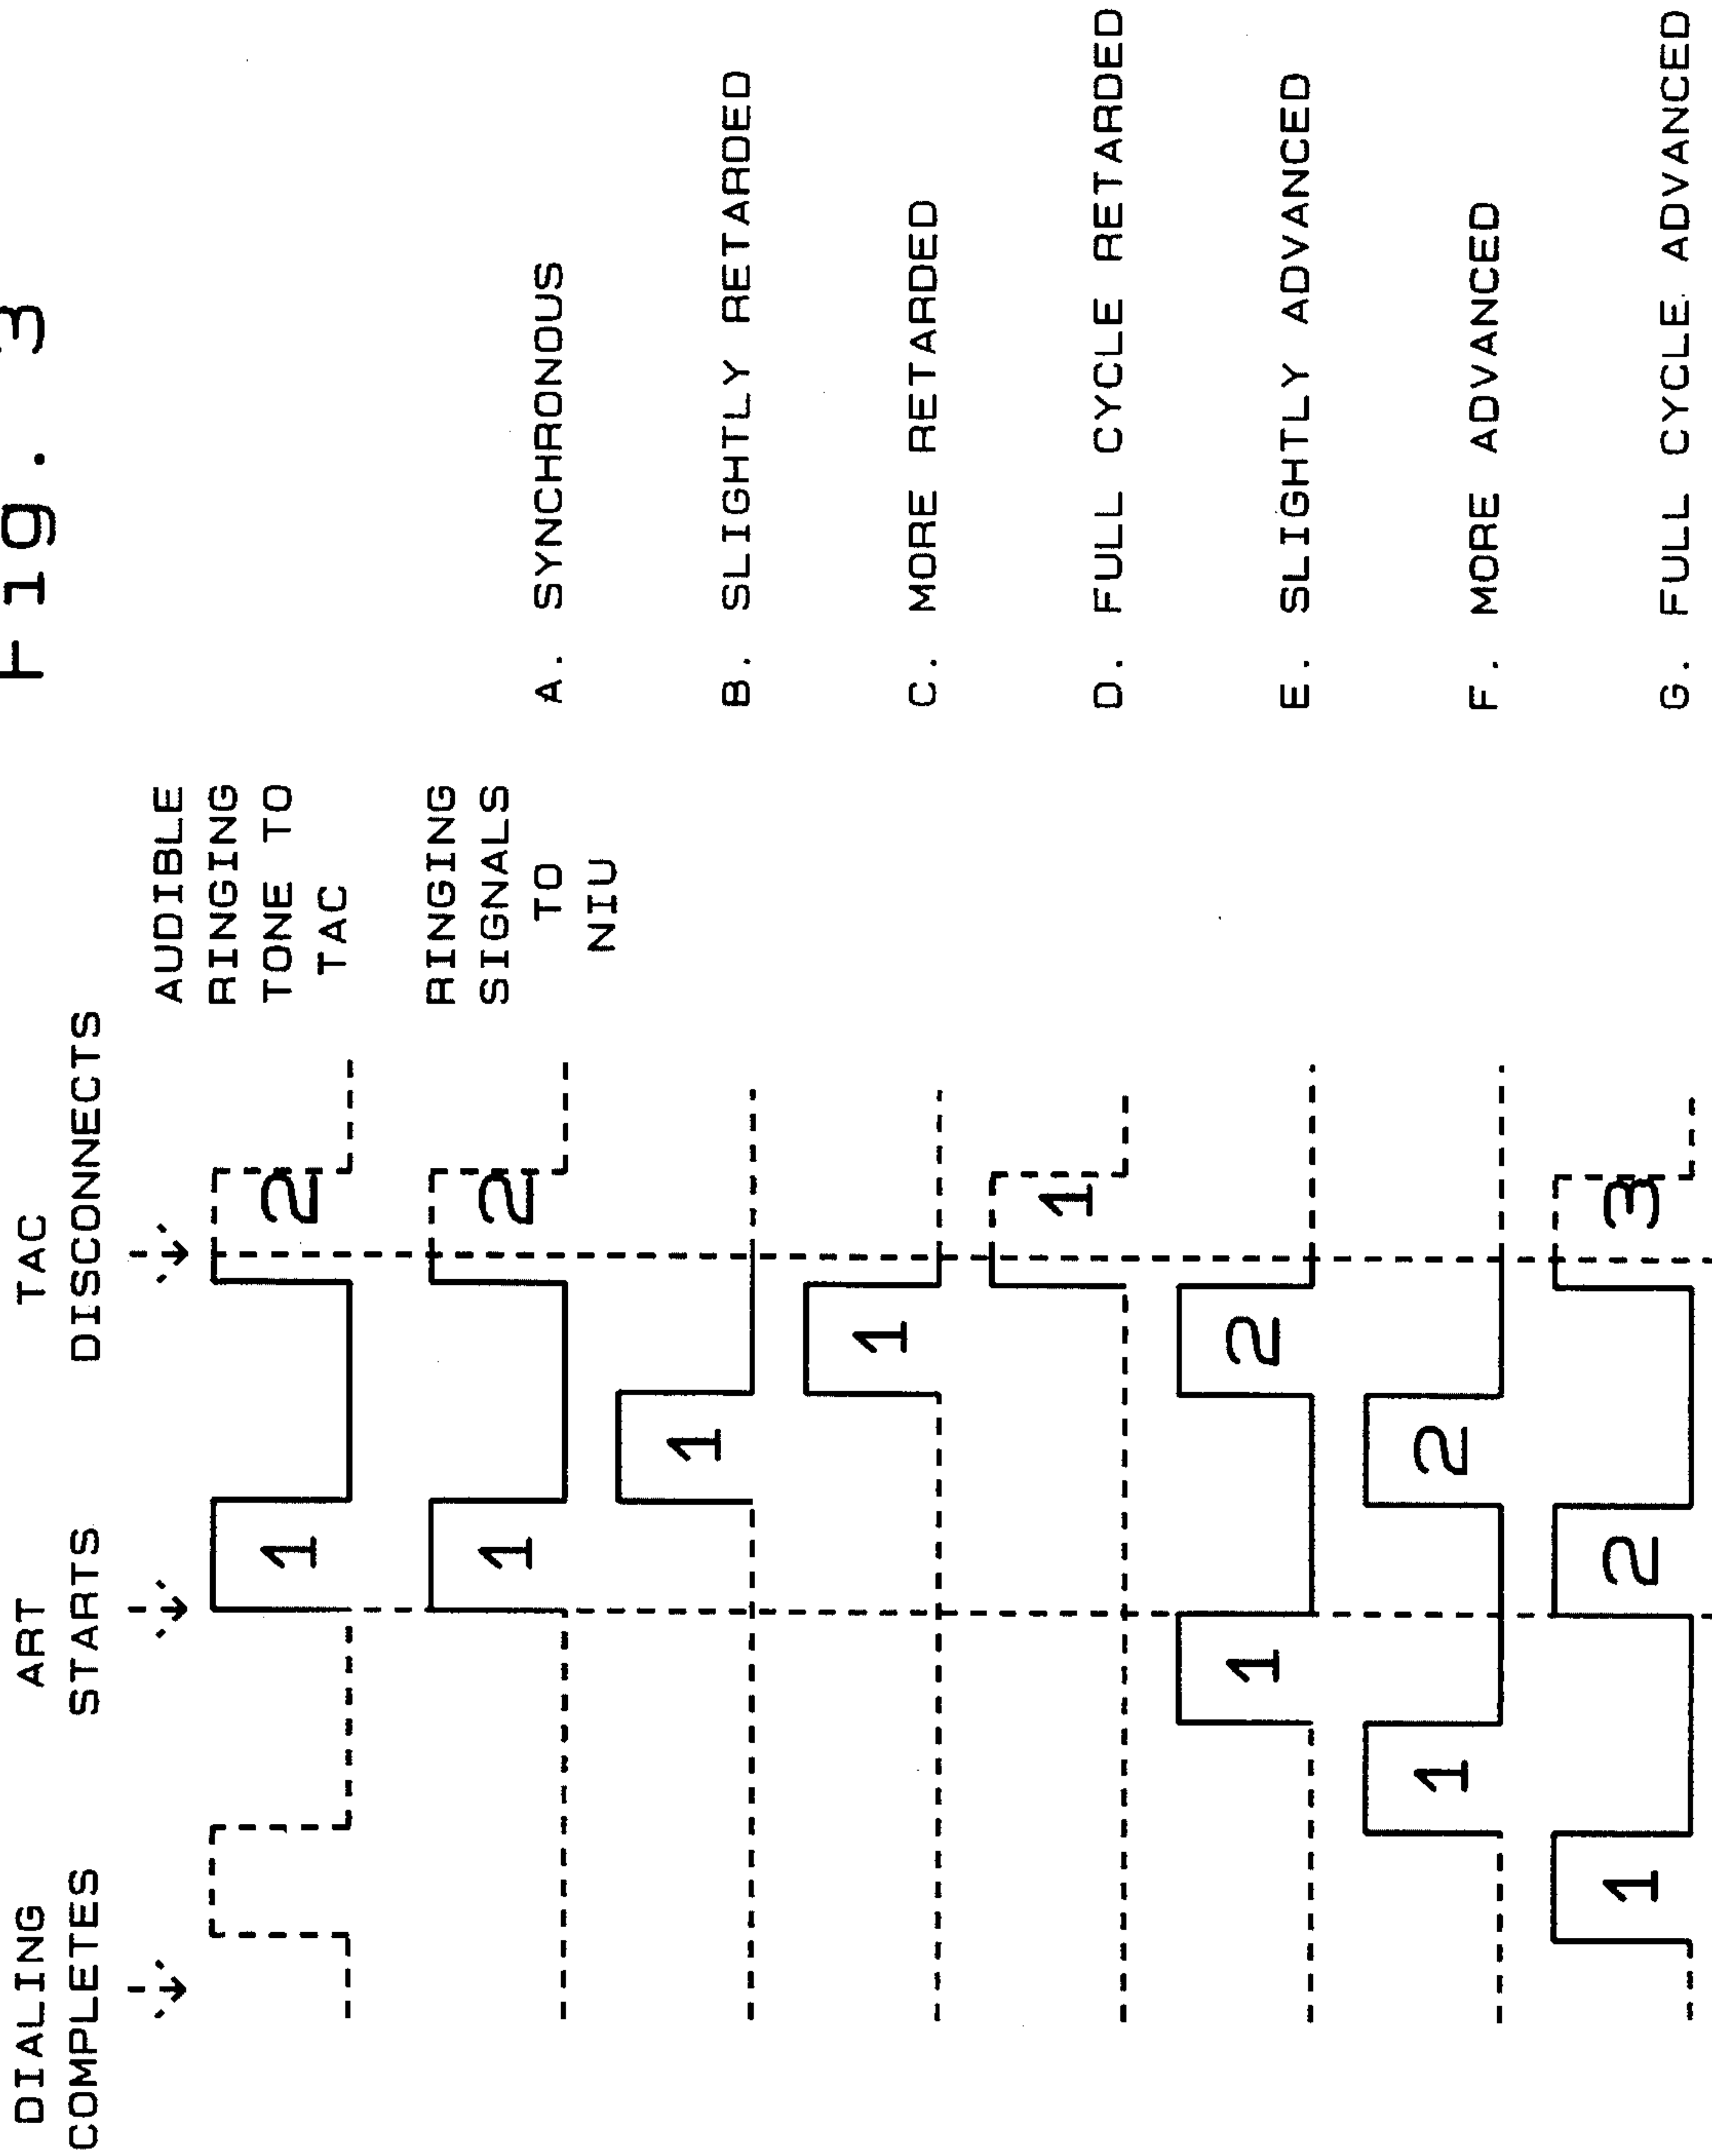 Fig. 3
DIALING
COMPLETES
ART
STARTS
TAC
DISCONNECTS
1
2
AUDIBLE
RINGING
TONE TO
TAC
1
2
RINGING
SIGNALS
TO
NIU
A. SYNCHRONOUS
1
B. SLIGHTLY RETARDED
1
C. MORE RETARDED
1
D. FULL CYCLE RETARDED
1
2
E. SLIGHTLY ADVANCED
1
2
F. MORE ADVANCED
1
2
3
G. FULL CYCLE ADVANCED